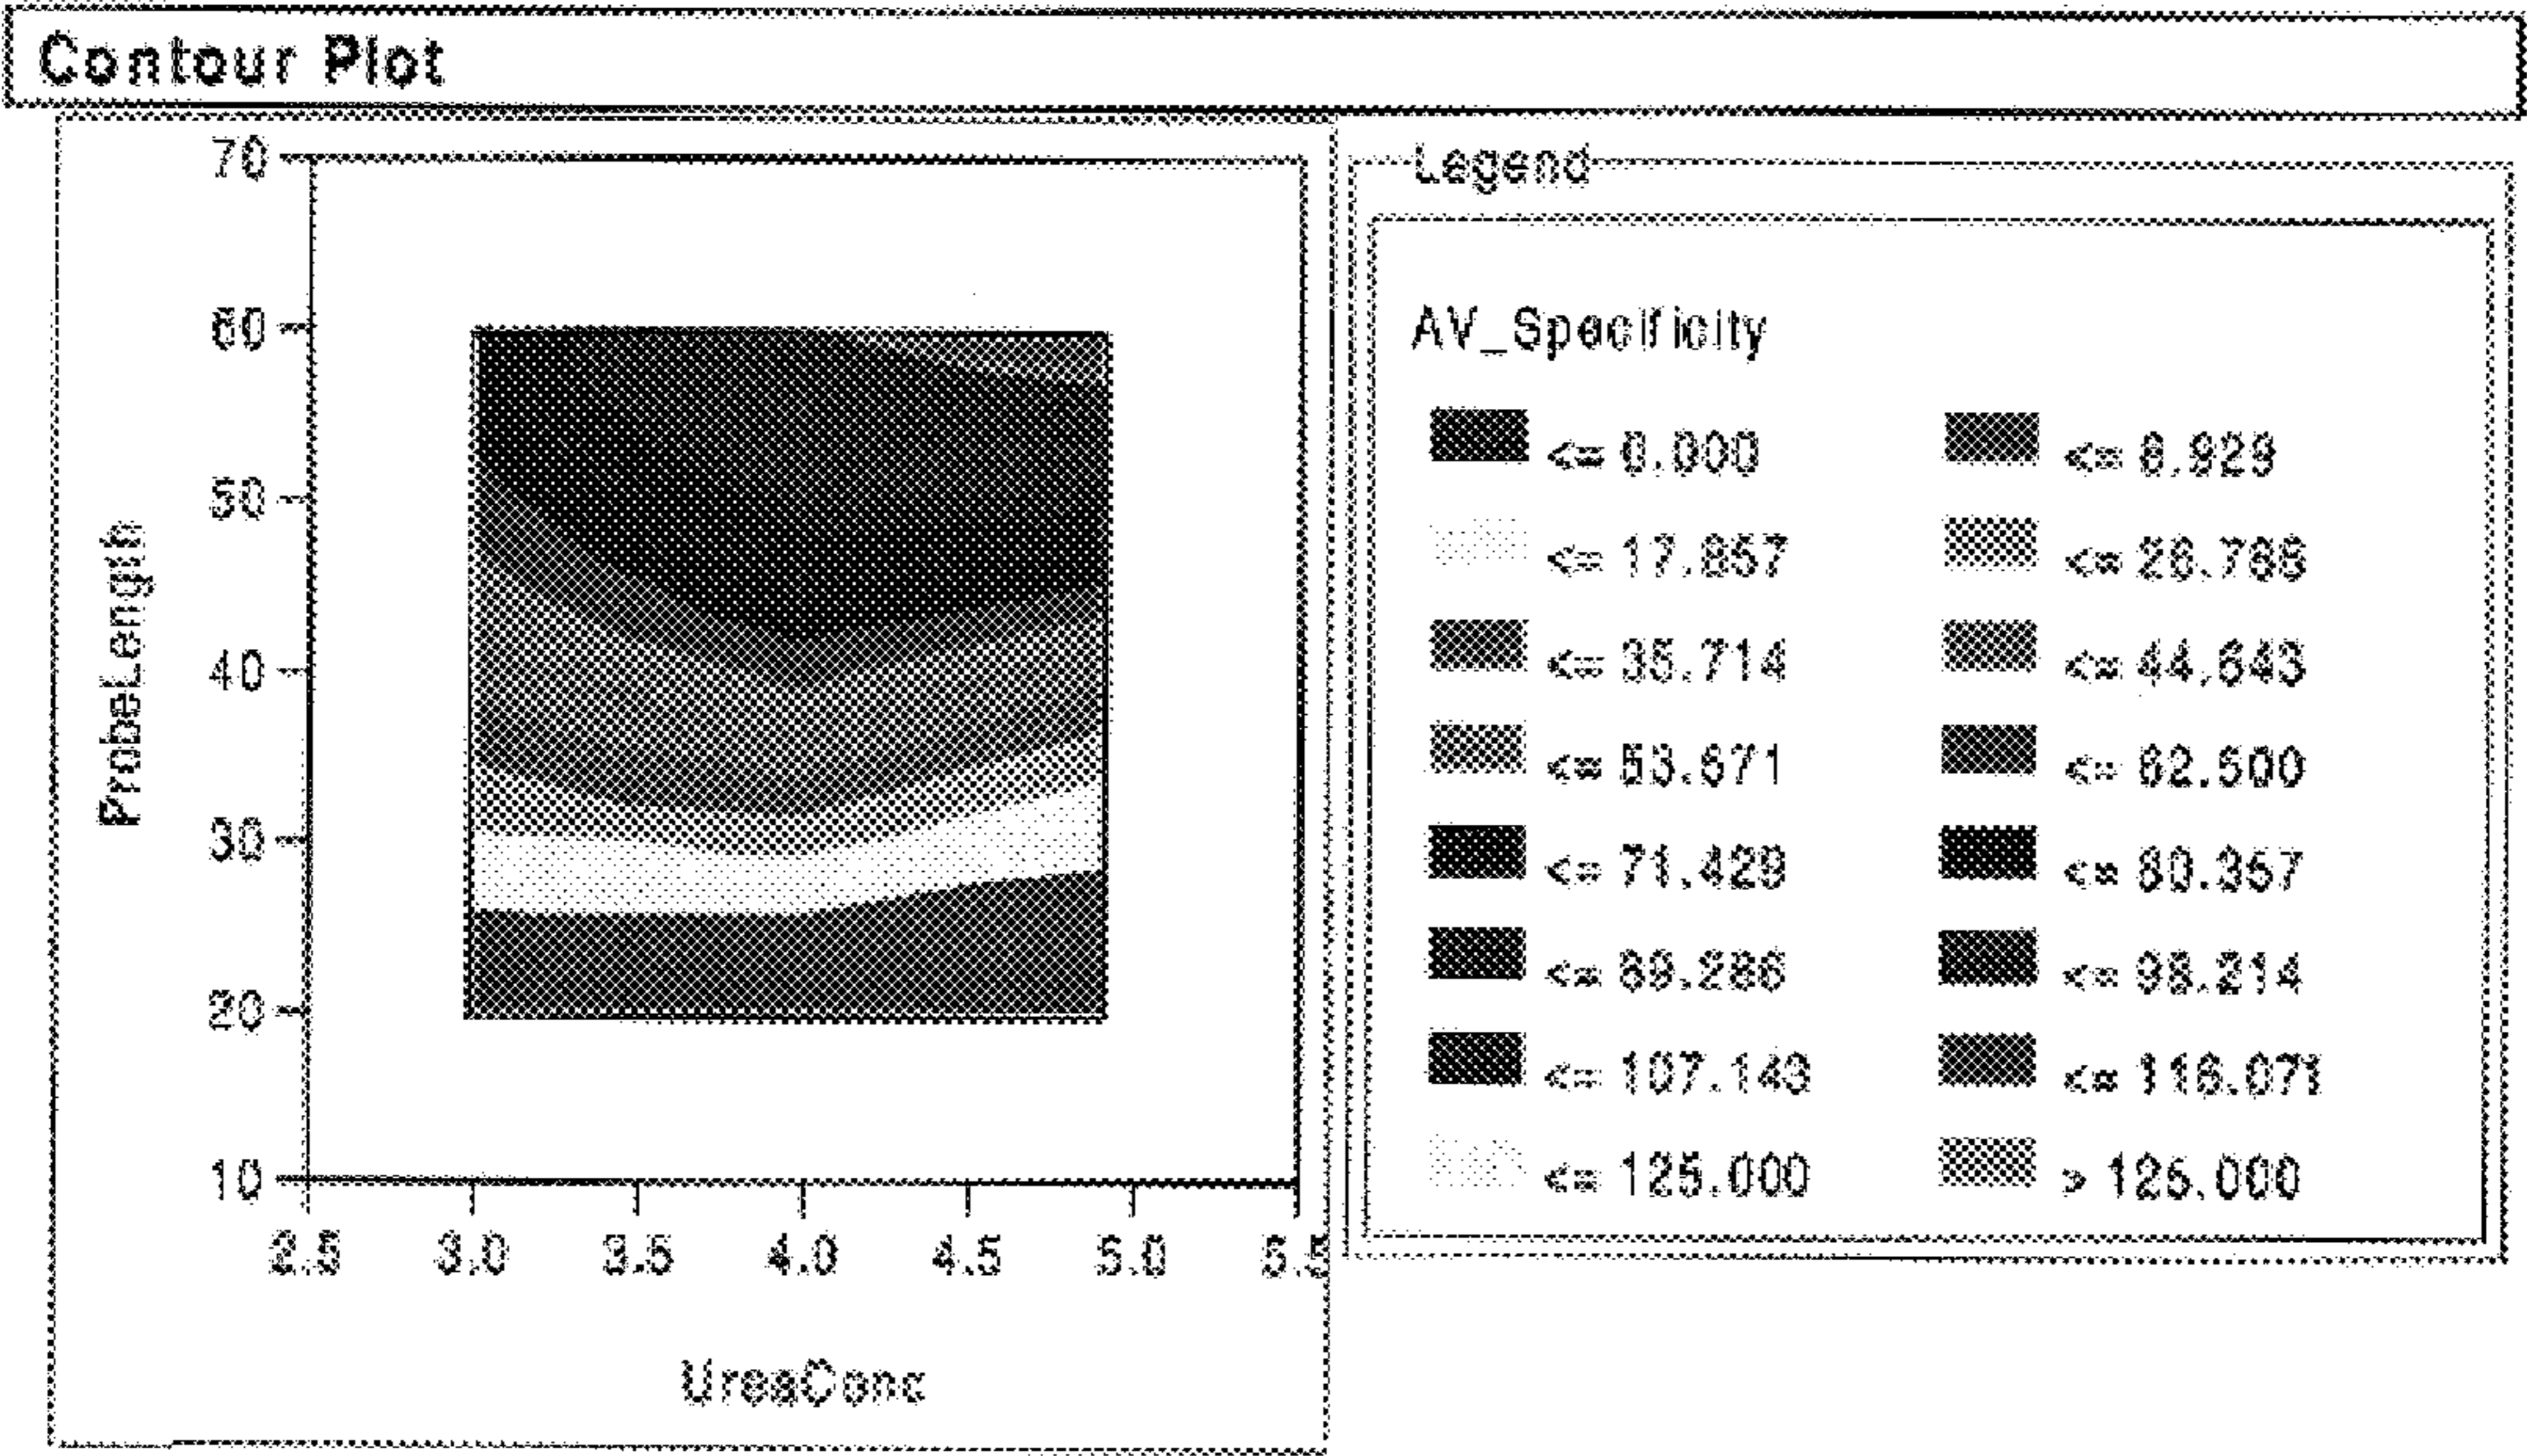 Contour Plot
70
60
50
40
30
20
10
ProbeLength
2.5 3.0 3.5 4.0 4.5 5.0 5.5
UreaConc
Legend
AV_Specificity
<= 0.000 <= 8.929
<= 17.857 <= 26.786
<= 35.714 <= 44.643
<= 53.571 <= 62.500
<= 71.429 <= 80.357
<= 89.286 <= 98.214
<= 107.143 <= 116.071
<= 125.000 > 125.000